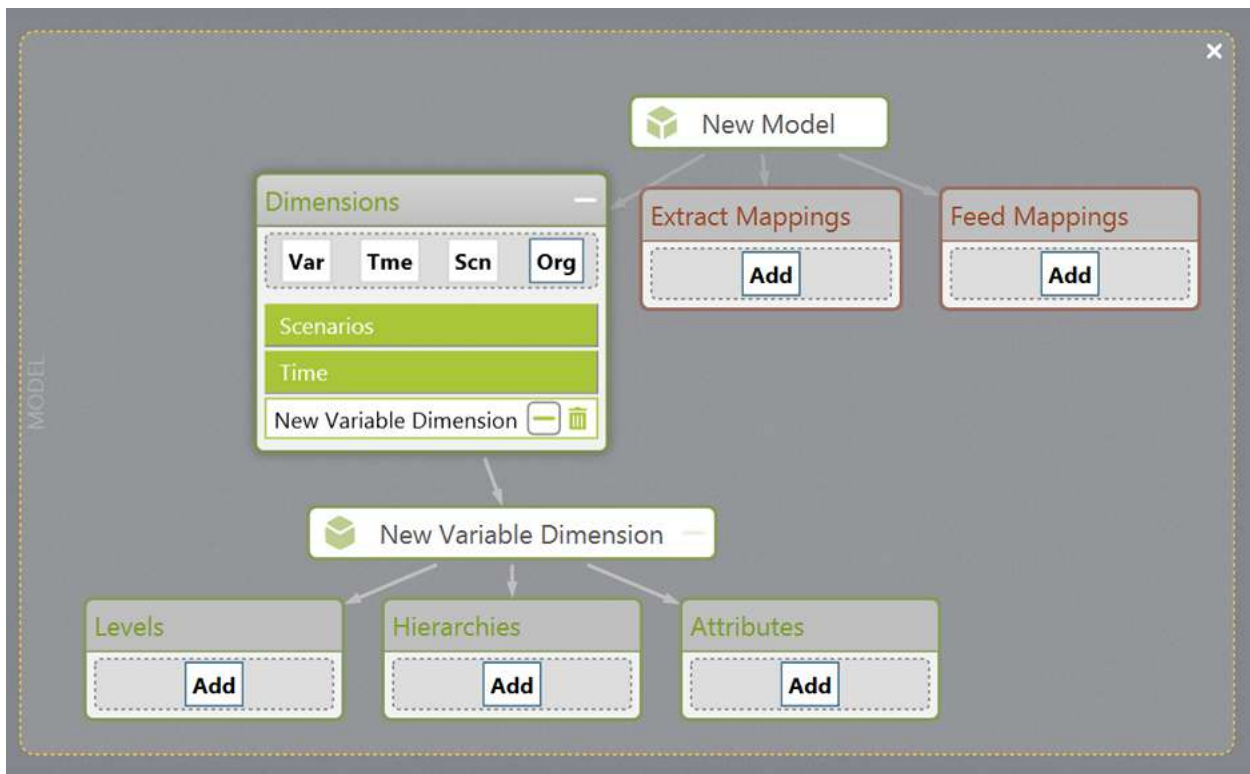 New Model
Dimensions
Var Tme Scn Org
Scenarios
Time
New Variable Dimension
Extract Mappings
Add
Feed Mappings
Add
MODEL
New Variable Dimension
Levels
Add
Hierarchies
Add
Attributes
Add